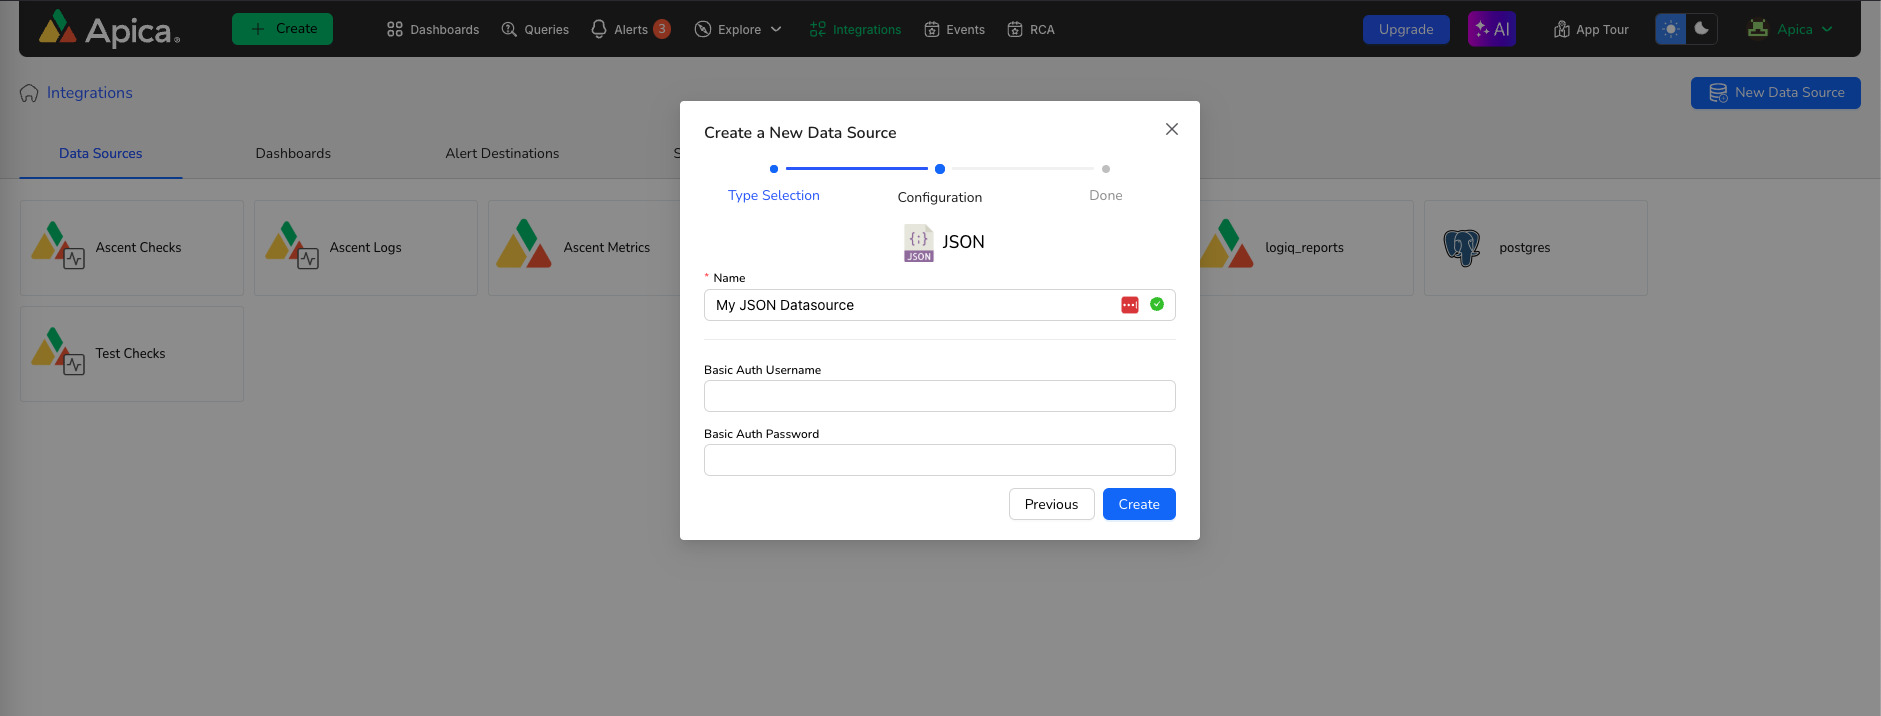 Apica
Create
Dashboards
Queries
Alerts 3
Explore
Integrations
Events
RCA
Upgrade
AI
App Tour
Apica
Integrations
New Data Source
Data Sources
Dashboards
Alert Destinations
S
Ascent Checks
Ascent Logs
Ascent Metrics
logiq_reports
postgres
Test Checks
Create a New Data Source
Type Selection
Configuration
Done
{;}
JSON
JSON
* Name
My JSON Datasource
Basic Auth Username
Basic Auth Password
Previous
Create